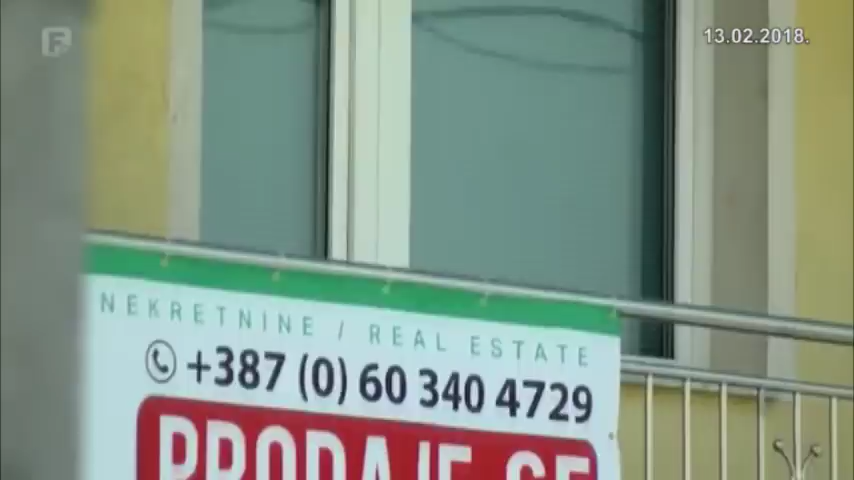 13.02.2018.
NEKRETNINE / REAL ESTATE
+387 (0) 60 340 4729
PRODAJE SE